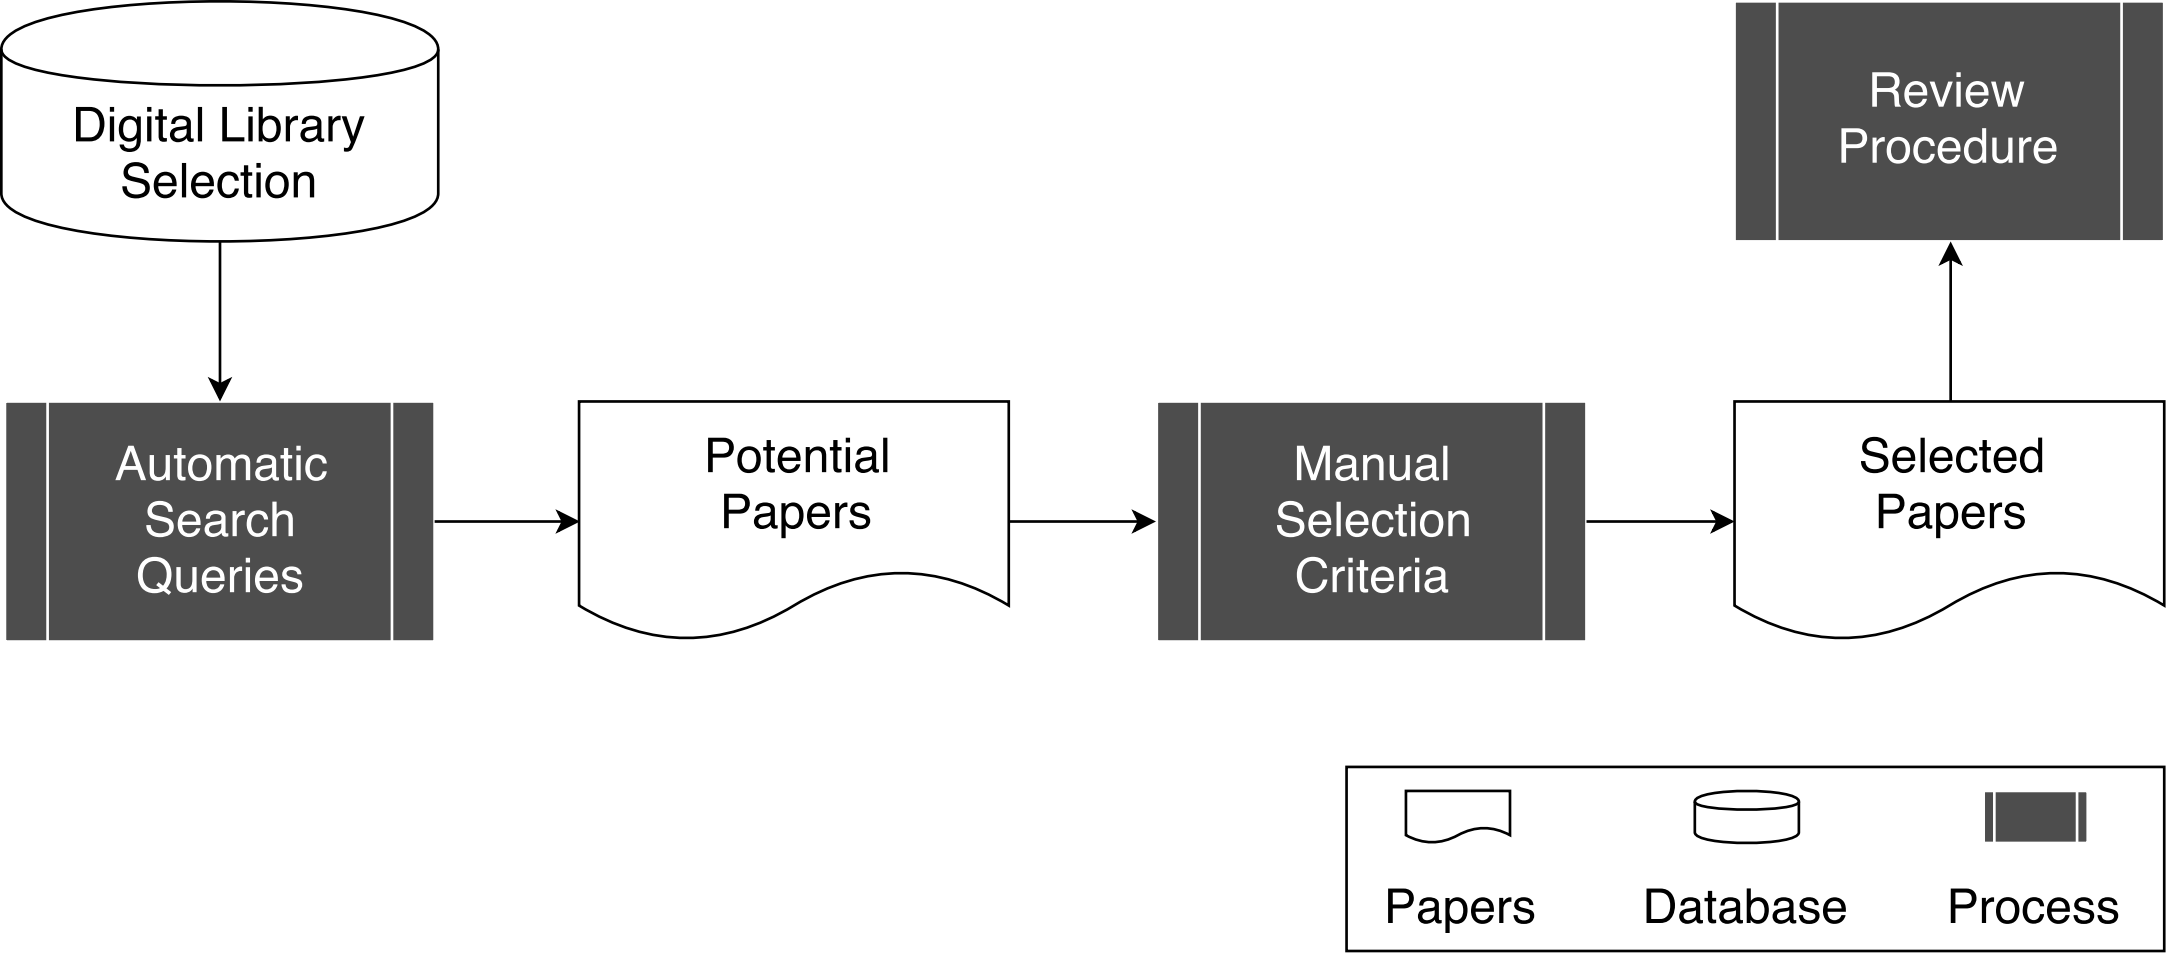 Digital Library
Selection
Review
Procedure
Automatic
Search
Queries
Potential
Papers
Manual
Selection
Criteria
Selected
Papers
Papers
Database
Process